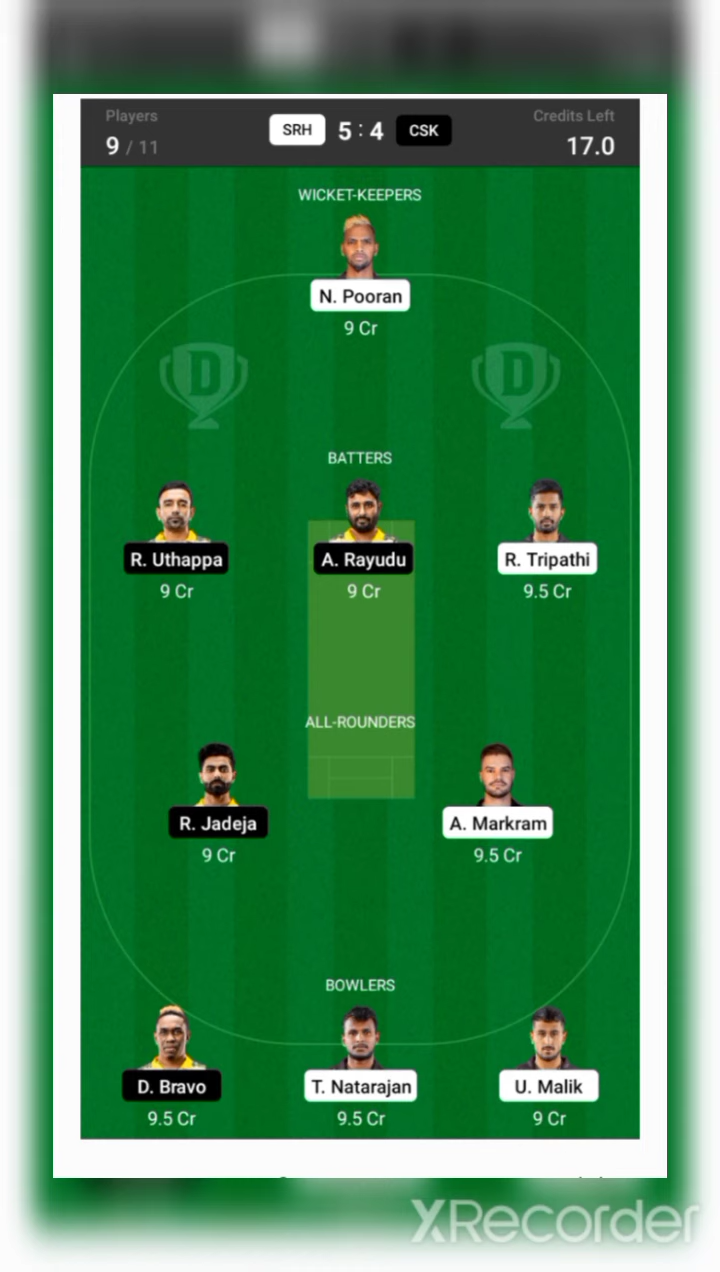 Players
Credits Left
9 / 11
SRH 5 : 4 CSK
17.0
WICKET-KEEPERS
N. Pooran
9 Cr
D D
BATTERS
R. Uthappa A. Rayudu R. Tripathi
9 Cr 9 Cr 9.5 Cr
ALL-ROUNDERS
R. Jadeja A. Markram
9 Cr 9.5 Cr
BOWLERS
D. Bravo T. Natarajan U. Malik
9.5 Cr 9.5 Cr 9 Cr
XRecorder